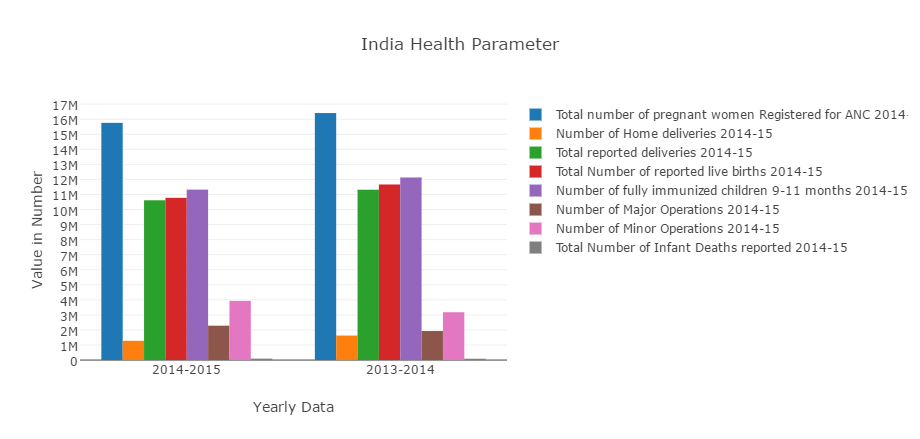 India Health Parameter
17M
16M
15M
14M
13M
12M
11M
10M
9M
8M
7M
6M
5M
4M
3M
2M
1M
0
Value in Number
2014-2015
2013-2014
Yearly Data
Total number of pregnant women Registered for ANC 2014-
Number of Home deliveries 2014-15
Total reported deliveries 2014-15
Total Number of reported live births 2014-15
Number of fully immunized children 9-11 months 2014-15
Number of Major Operations 2014-15
Number of Minor Operations 2014-15
Total Number of Infant Deaths reported 2014-15